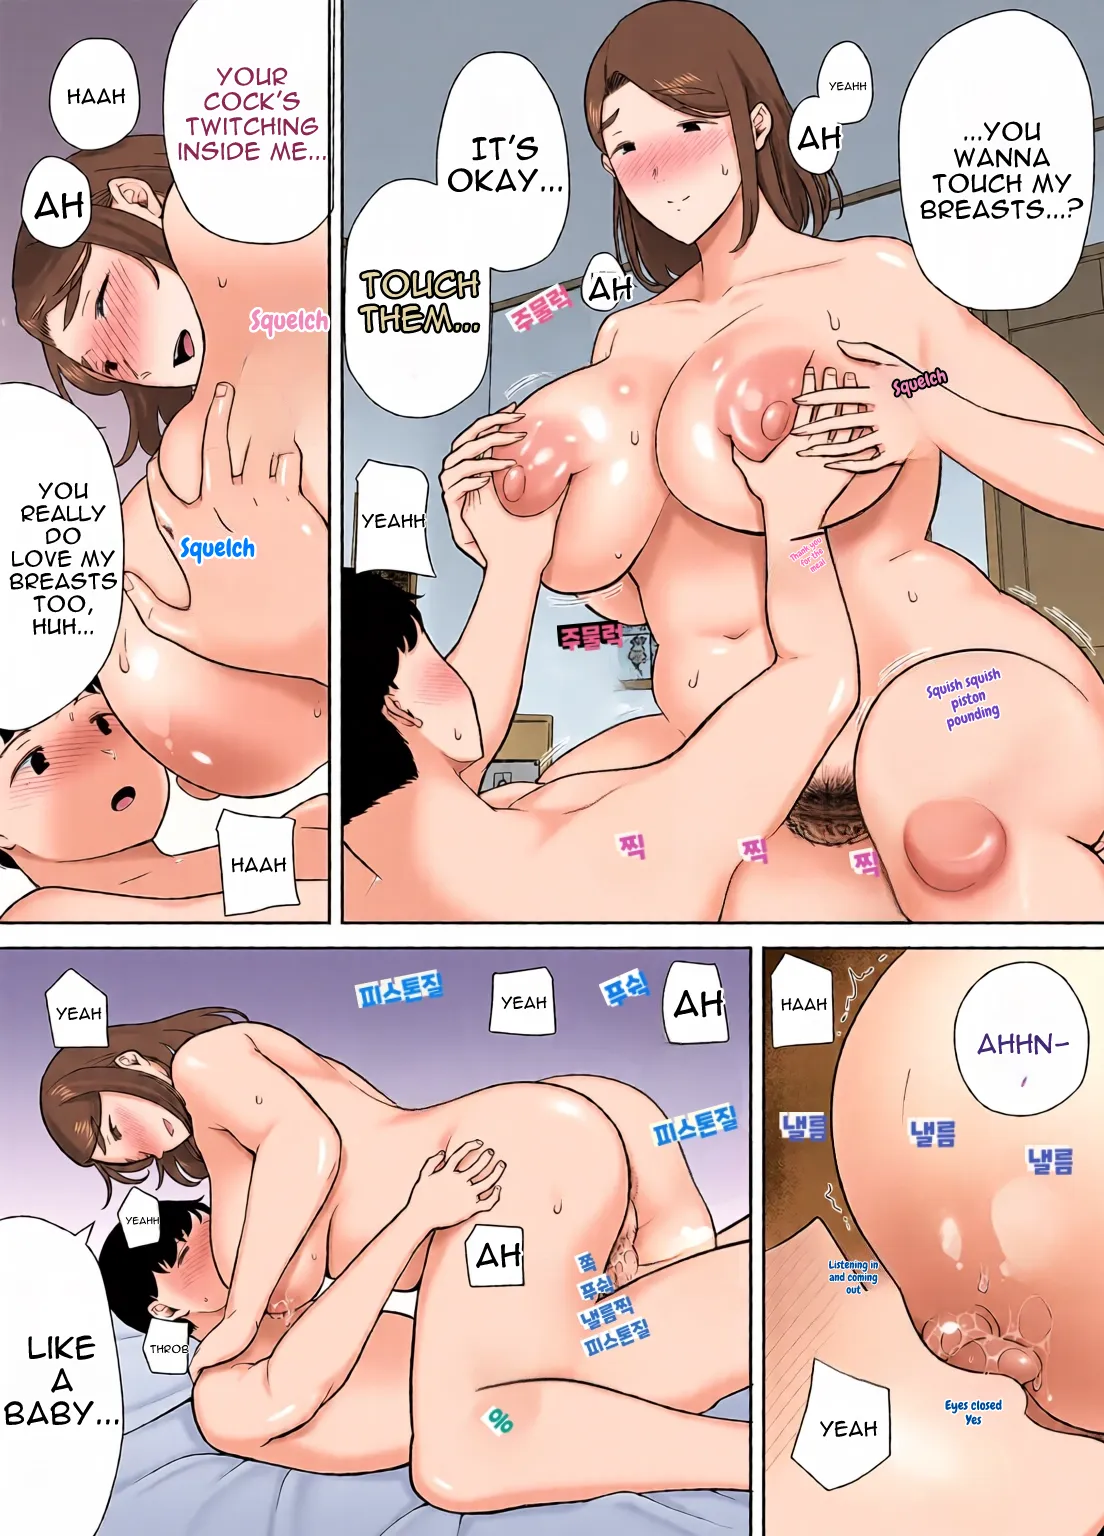 HAAH
AH
YOUR
COCK'S
TWITCHING
INSIDE ME...
Squelch
Squelch
YOU
REALLY
DO
LOVE MY
BREASTS
TOO,
HUH...
HAAH
...YOU
WANNA
TOUCH MY
BREASTS...?
YEAHH
AH
IT'S
OKAY...
TOUCH
THEM...
AH
주물럭
Squelch
YEAHH
Thank you
for the
meal
주물럭
Squish squish
piston
pounding
찍
찍
찍
YEAH
피스톤질
YEAH
푸쉬
AH
피스톤질
YEAHH
AH
THROB
LIKE
A
BABY...
쪽
푸쉬
낼름찍
피스톤질
HAAH
AHHN-
낼름
낼름
낼름
Listening in
and coming
out
Eyes closed
Yes
YEAH